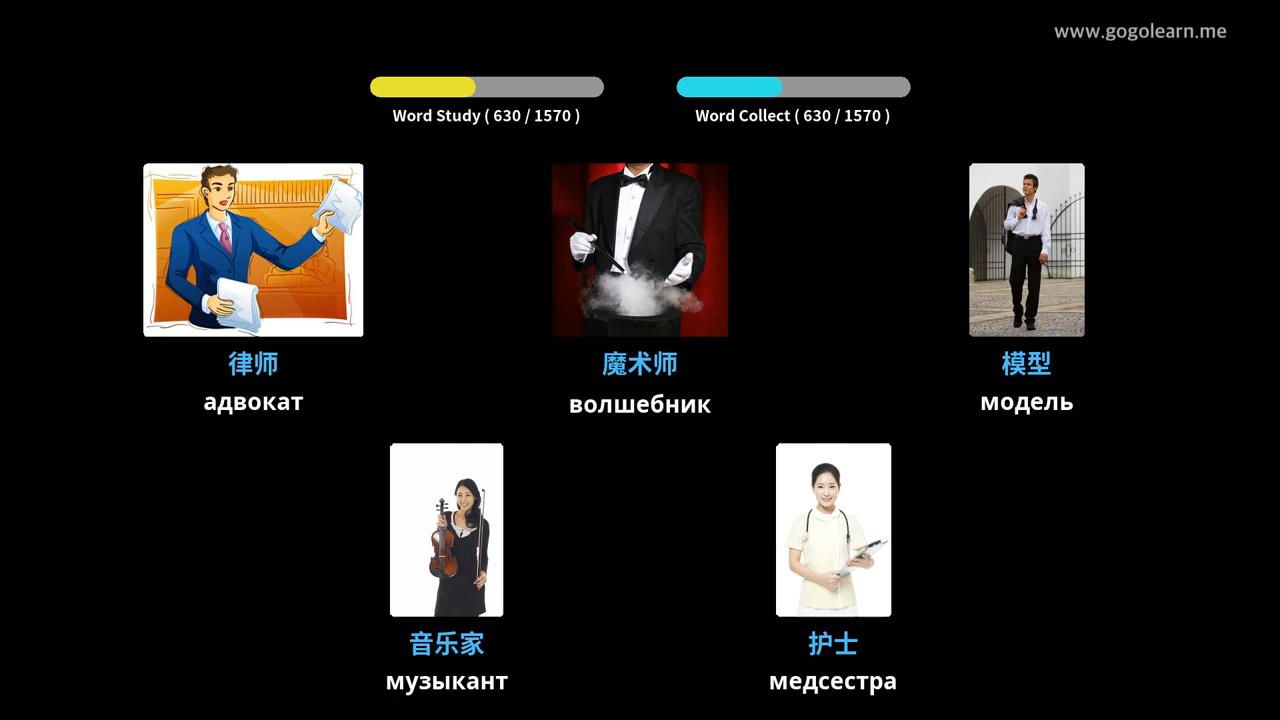 www.gogolearn.me
Word Study ( 630 / 1570 )
Word Collect ( 630 / 1570 )
律师
адвокат
魔术师
волшебник
模型
модель
音乐家
музыкант
护士
медсестра